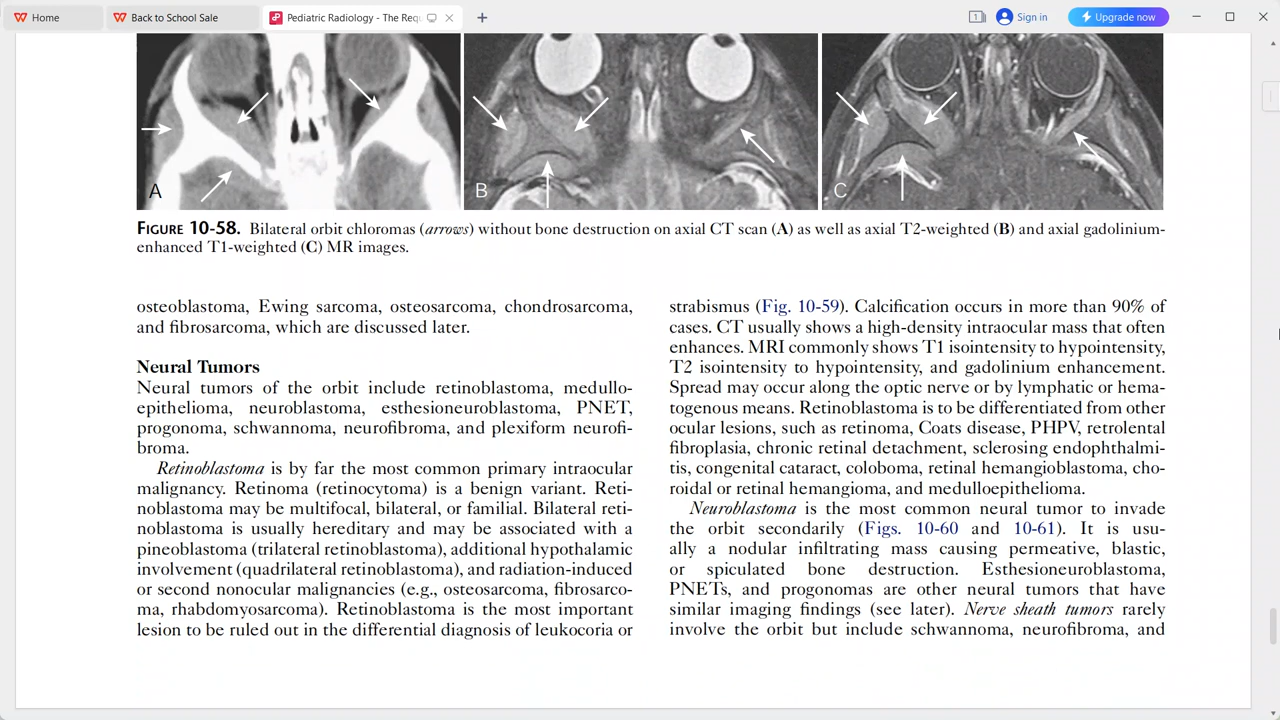 Home
Back to School Sale
Pediatric Radiology - The Requ
1
Sign in
Upgrade now
A
B
C
FIGURE 10-58. Bilateral orbit chloromas (arrows) without bone destruction on axial CT scan (A) as well as axial T2-weighted (B) and axial gadolinium-
enhanced T1-weighted (C) MR images.
osteoblastoma, Ewing sarcoma, osteosarcoma, chondrosarcoma,
and fibrosarcoma, which are discussed later.
Neural Tumors
Neural tumors of the orbit include retinoblastoma, medullo-
epithelioma, neuroblastoma, esthesioneuroblastoma, PNET,
progonoma, schwannoma, neurofibroma, and plexiform neurofi-
broma.
Retinoblastoma is by far the most common primary intraocular
malignancy. Retinoma (retinocytoma) is a benign variant. Reti-
noblastoma may be multifocal, bilateral, or familial. Bilateral reti-
noblastoma is usually hereditary and may be associated with a
pineoblastoma (trilateral retinoblastoma), additional hypothalamic
involvement (quadrilateral retinoblastoma), and radiation-induced
or second nonocular malignancies (e.g., osteosarcoma, fibrosarco-
ma, rhabdomyosarcoma). Retinoblastoma is the most important
lesion to be ruled out in the differential diagnosis of leukocoria or
strabismus (Fig. 10-59). Calcification occurs in more than 90% of
cases. CT usually shows a high-density intraocular mass that often
enhances. MRI commonly shows T1 isointensity to hypointensity,
T2 isointensity to hypointensity, and gadolinium enhancement.
Spread may occur along the optic nerve or by lymphatic or hema-
togenous means. Retinoblastoma is to be differentiated from other
ocular lesions, such as retinoma, Coats disease, PHPV, retrolental
fibroplasia, chronic retinal detachment, sclerosing endophthalmi-
tis, congenital cataract, coloboma, retinal hemangioblastoma, cho-
roidal or retinal hemangioma, and medulloepithelioma.
Neuroblastoma is the most common neural tumor to invade
the orbit secondarily (Figs. 10-60 and 10-61). It is usu-
ally a nodular infiltrating mass causing permeative, blastic,
or spiculated bone destruction. Esthesioneuroblastoma,
PNETs, and progonomas are other neural tumors that have
similar imaging findings (see later). Nerve sheath tumors rarely
involve the orbit but include schwannoma, neurofibroma, and